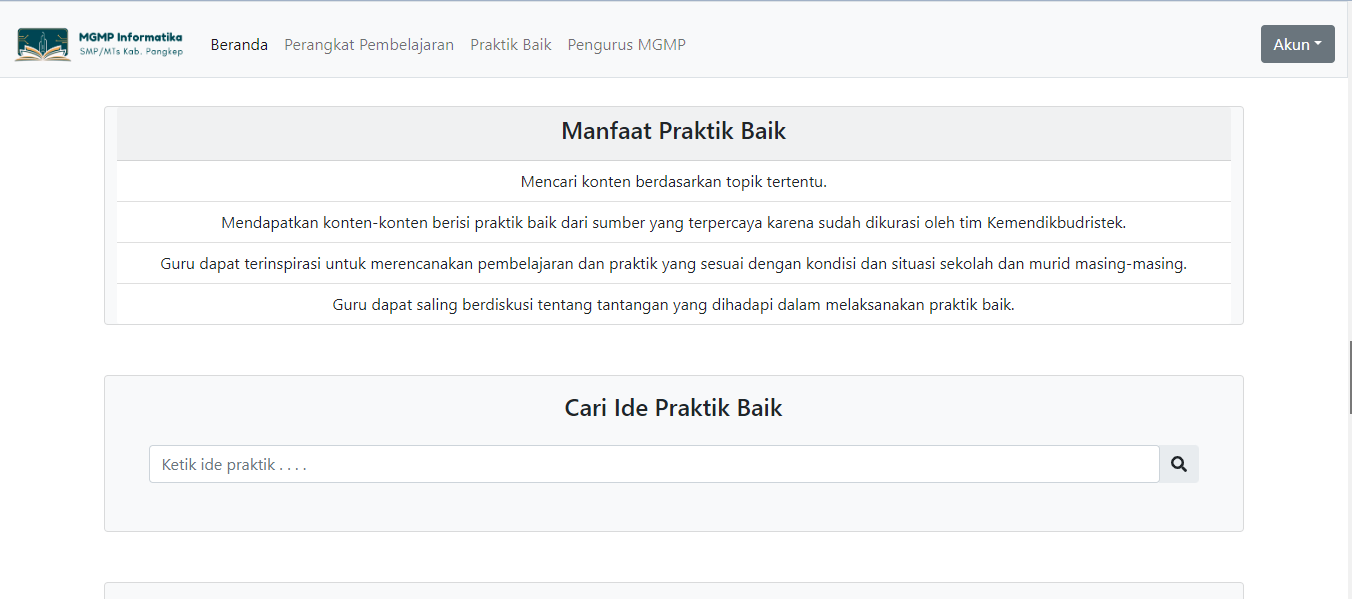 MGMP Informatika
SMP/MTs Kab. Pangkep
Beranda Perangkat Pembelajaran Praktik Baik Pengurus MGMP Akun
Manfaat Praktik Baik
Mencari konten berdasarkan topik tertentu.
Mendapatkan konten-konten berisi praktik baik dari sumber yang terpercaya karena sudah dikurasi oleh tim Kemendikbudristek.
Guru dapat terinspirasi untuk merencanakan pembelajaran dan praktik yang sesuai dengan kondisi dan situasi sekolah dan murid masing-masing.
Guru dapat saling berdiskusi tentang tantangan yang dihadapi dalam melaksanakan praktik baik.
Cari Ide Praktik Baik
Ketik ide praktik . . . .